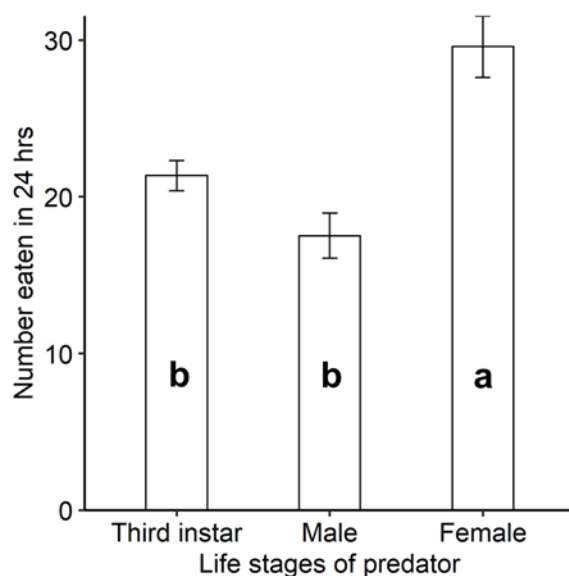 30
20
10
0
Number eaten in 24 hrs
b b a
Third instar Male Female
Life stages of predator